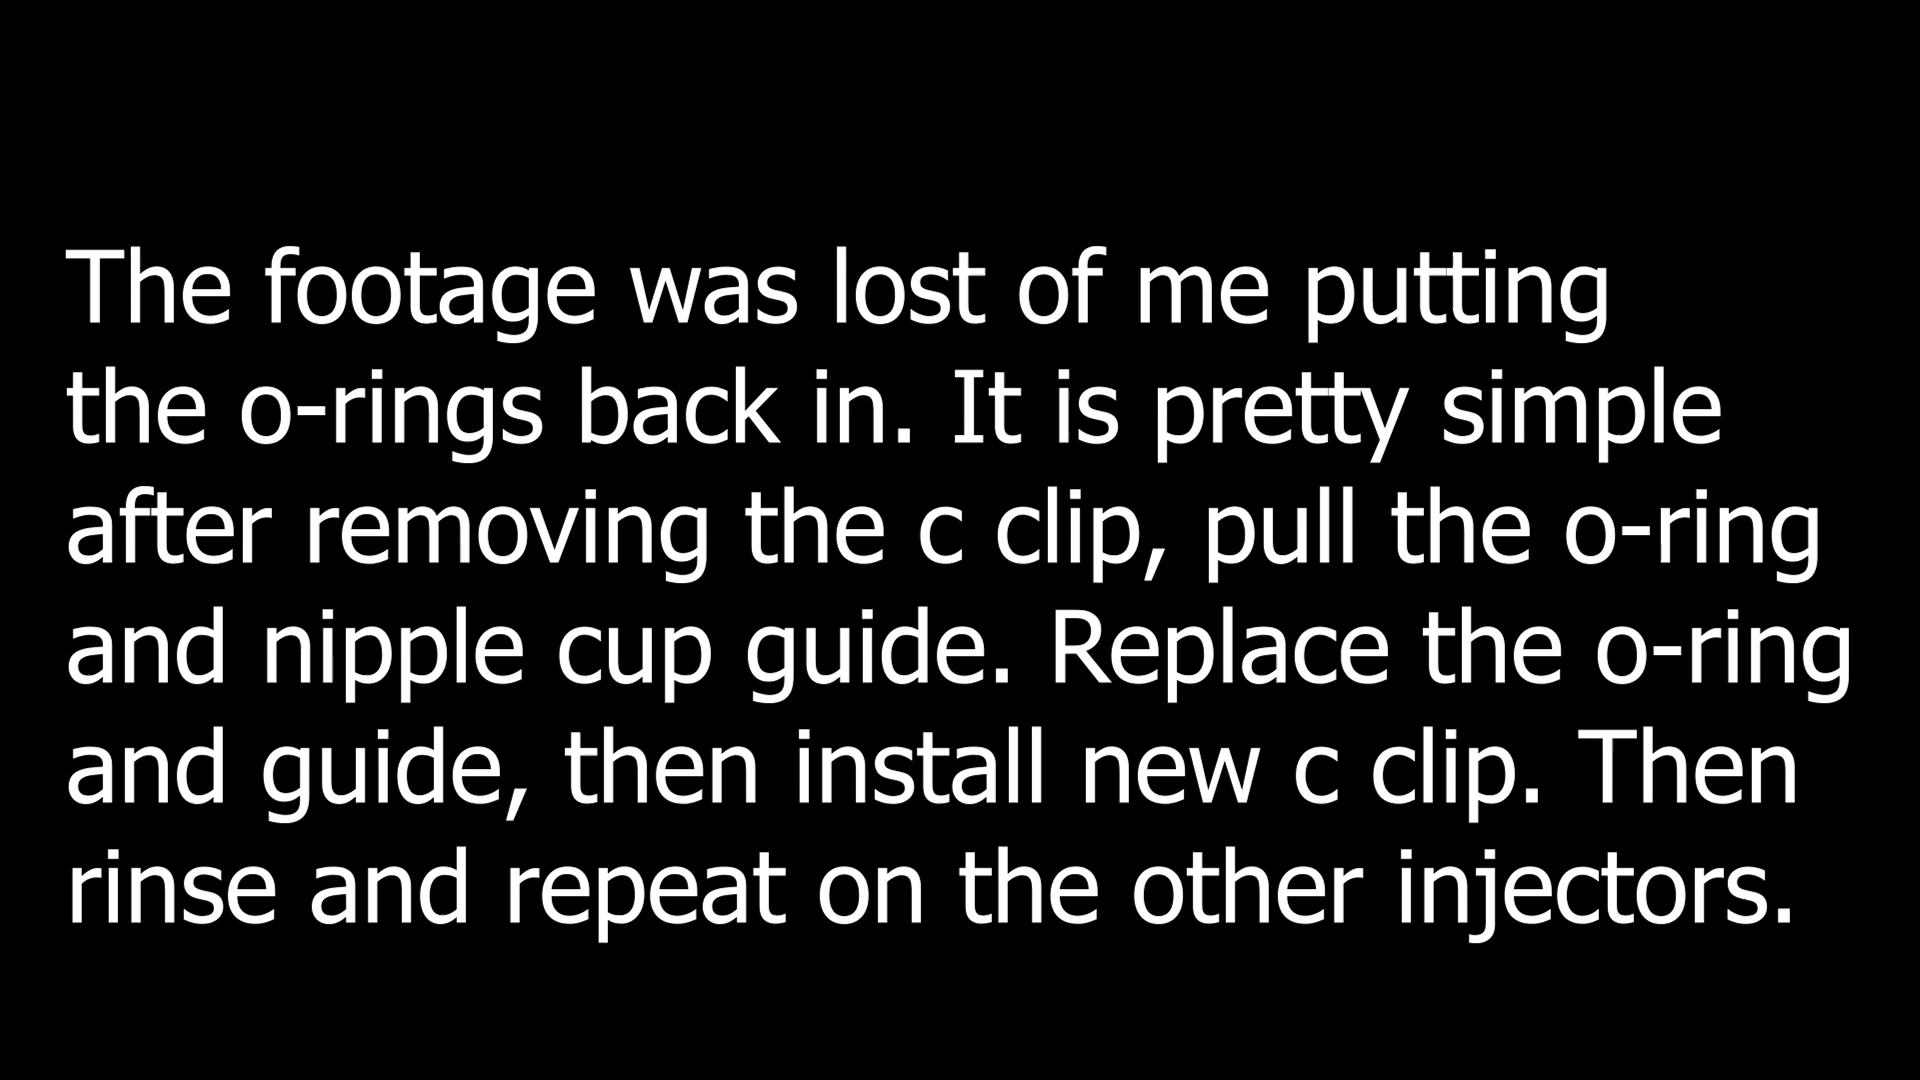 The footage was lost of me putting
the o-rings back in. It is pretty simple
after removing the c clip, pull the o-ring
and nipple cup guide. Replace the o-ring
and guide, then install new c clip. Then
rinse and repeat on the other injectors.